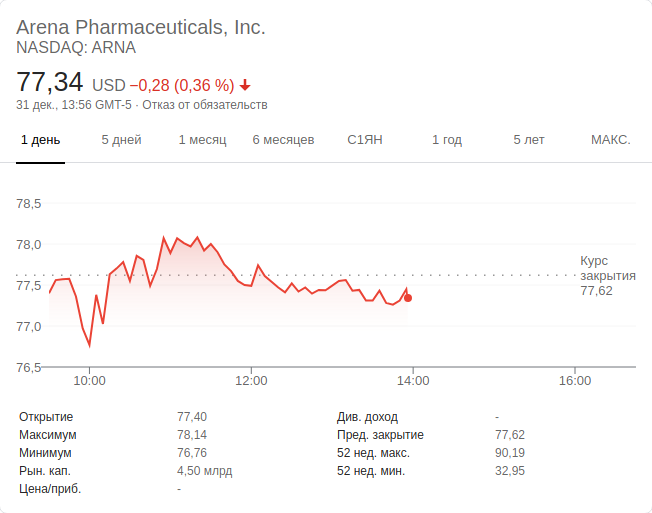 Arena Pharmaceuticals, Inc.
NASDAQ: ARNA
77,34 USD −0,28 (0,36 %)
31 дек., 13:56 GMT-5 · Отказ от обязательств
1 день 5 дней 1 месяц 6 месяцев С1ЯН 1 год 5 лет МАКС.
78,5
78,0
77,5
77,0
76,5
Курс
закрытия
77,62
10:00 12:00 14:00 16:00
Открытие 77,40 Див. доход -
Максимум 78,14 Пред. закрытие 77,62
Минимум 76,76 52 нед. макс. 90,19
Рын. кап. 4,50 млрд 52 нед. мин. 32,95
Цена/приб. -